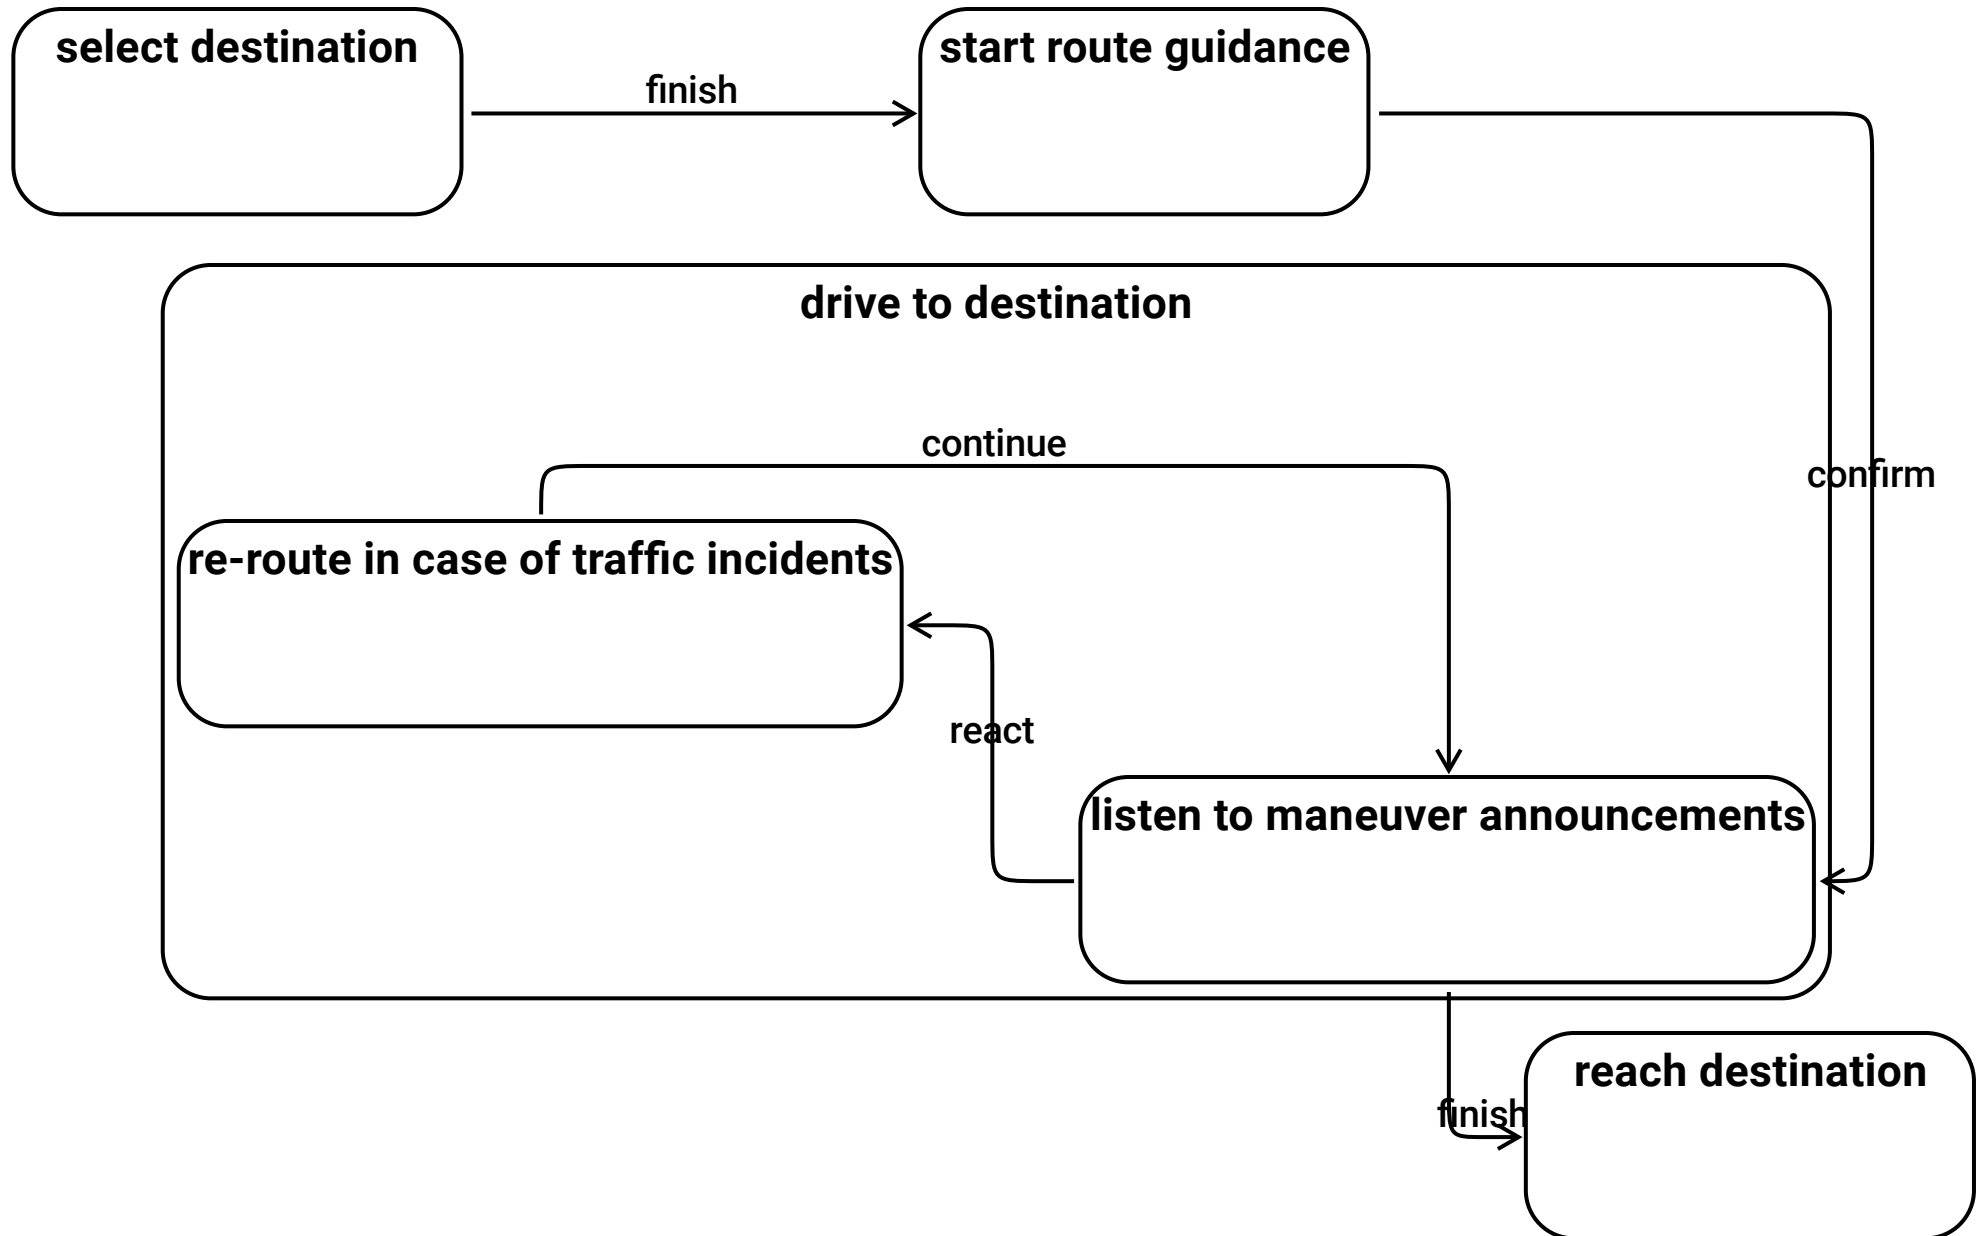 select destination
finish
start route guidance
drive to destination
continue
confirm
re-route in case of traffic incidents
react
listen to maneuver announcements
reach destination
finish